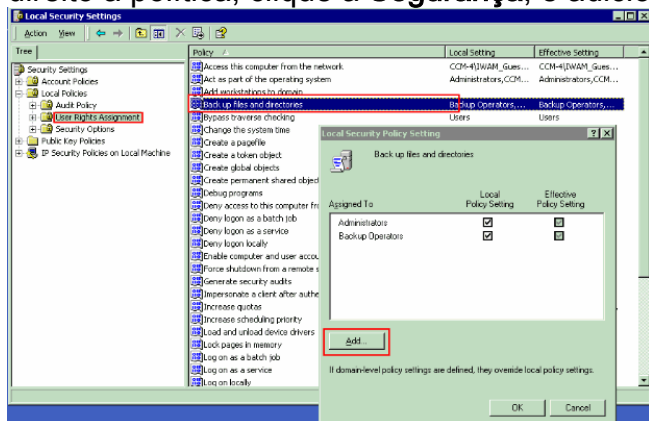 direito a política, clique a Segurança, e
Local Security Settings
Action View
Tree
Policy
Local Setting
Effective Setting
Security Settings
Account Policies
Local Policies
Audit Policy
User Rights Assignment
Security Options
Public Key Policies
IP Security Policies on Local Machine
Access this computer from the network CCM-4\IWAM_Gues... CCM-4\IWAM_Gues...
Act as part of the operating system Administrators,CCM... Administrators,CCM...
Add workstations to domain
Back up files and directories Backup Operators,... Backup Operators,...
Bypass traverse checking Users Users
Change the system time
Create a pagefile
Create a token object
Create global objects
Create permanent shared object
Debug programs
Deny access to this computer fr
Deny logon as a batch job
Deny logon as a service
Deny logon locally
Enable computer and user accou
Force shutdown from a remote s
Generate security audits
Impersonate a client after authe
Increase quotas
Increase scheduling priority
Load and unload device drivers
Lock pages in memory
Log on as a batch job
Log on as a service
Log on locally
Local Security Policy Setting
Back up files and directories
Assigned To
Local Policy Setting
Effective Policy Setting
Administrators
Backup Operators
Add...
If domain-level policy settings are defined, they override local policy settings.
OK Cancel